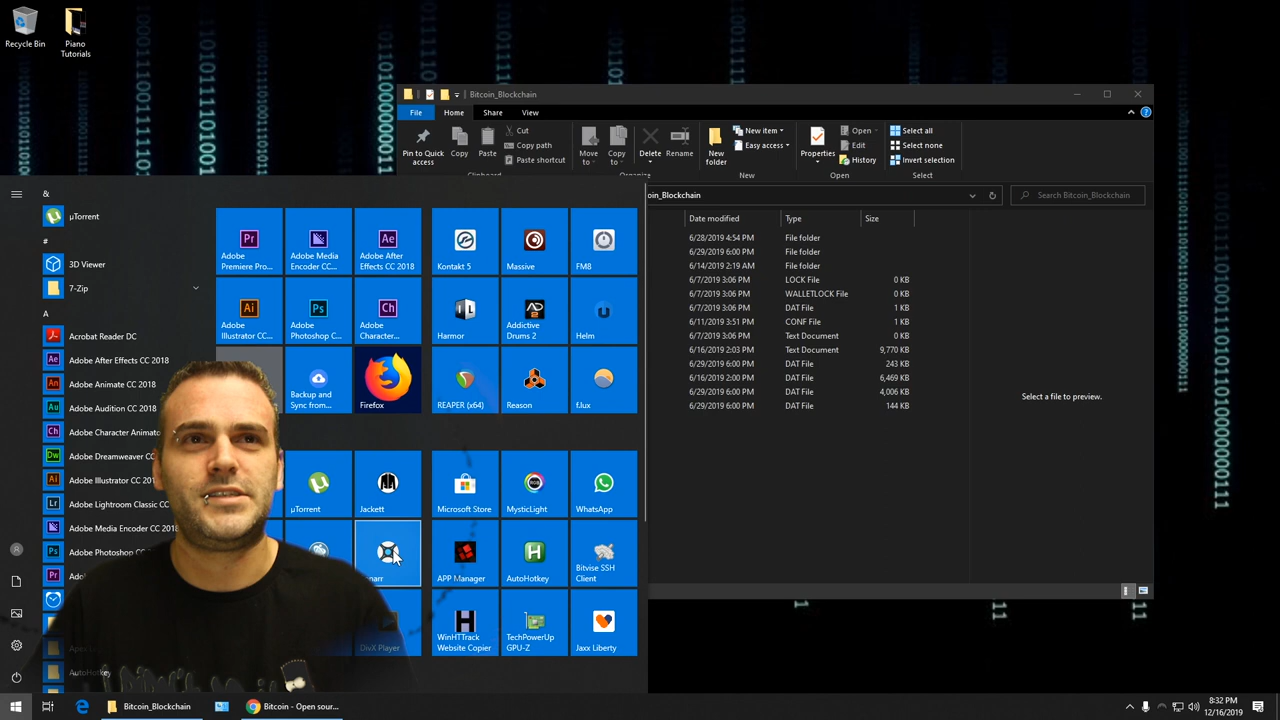 Recycle Bin
Piano
Tutorials
Bitcoin_Blockchain
File
Home
Share
View
Pin to Quick
access
Copy
Paste
Cut
Copy path
Paste shortcut
Move
to
Copy
to
Delete
Rename
New
folder
New item
Easy access
Properties
Open
Edit
History
Select all
Select none
Invert selection
Clipboard
Organize
New
Open
Select
oin_Blockchain
Search Bitcoin_Blockchain
Date modified
Type
Size
6/28/2019 4:54 PM File folder
6/29/2019 6:00 PM File folder
6/14/2019 2:19 AM File folder
6/7/2019 3:06 PM LOCK File 0 KB
6/7/2019 3:06 PM WALLETLOCK File 0 KB
6/7/2019 3:06 PM DAT File 1 KB
6/11/2019 3:51 PM CONF File 1 KB
6/7/2019 3:06 PM Text Document 0 KB
6/16/2019 2:03 PM Text Document 9,770 KB
6/29/2019 6:00 PM DAT File 243 KB
6/16/2019 2:00 PM DAT File 6,469 KB
6/29/2019 6:00 PM DAT File 4,006 KB
6/29/2019 6:00 PM DAT File 144 KB
Select a file to preview.
&
µTorrent
#
3D Viewer
7-Zip
A
Acrobat Reader DC
Adobe After Effects CC 2018
Adobe Animate CC 2018
Adobe Audition CC 2018
Adobe Character Animato
Adobe Dreamweaver CC
Adobe Illustrator CC 201
Adobe Lightroom Classic CC
Adobe Media Encoder CC 2018
Adobe Photoshop CC
AutoHotkey
Adobe
Premiere Pro...
Adobe Media
Encoder CC...
Adobe After
Effects CC 2018
Kontakt 5
Massive
FM8
Adobe
Illustrator CC...
Adobe
Photoshop C...
Adobe
Character...
Harmor
Addictive
Drums 2
Helm
Backup and
Sync from...
Firefox
REAPER (x64)
Reason
f.lux
µTorrent
Jackett
Microsoft Store
MysticLight
WhatsApp
narr
APP Manager
AutoHotkey
Bitvise SSH
Client
DivX Player
WinHTTrack
Website Copier
TechPowerUp
GPU-Z
Jaxx Liberty
Bitcoin_Blockchain
Bitcoin - Open sour...
8:32 PM
12/16/2019